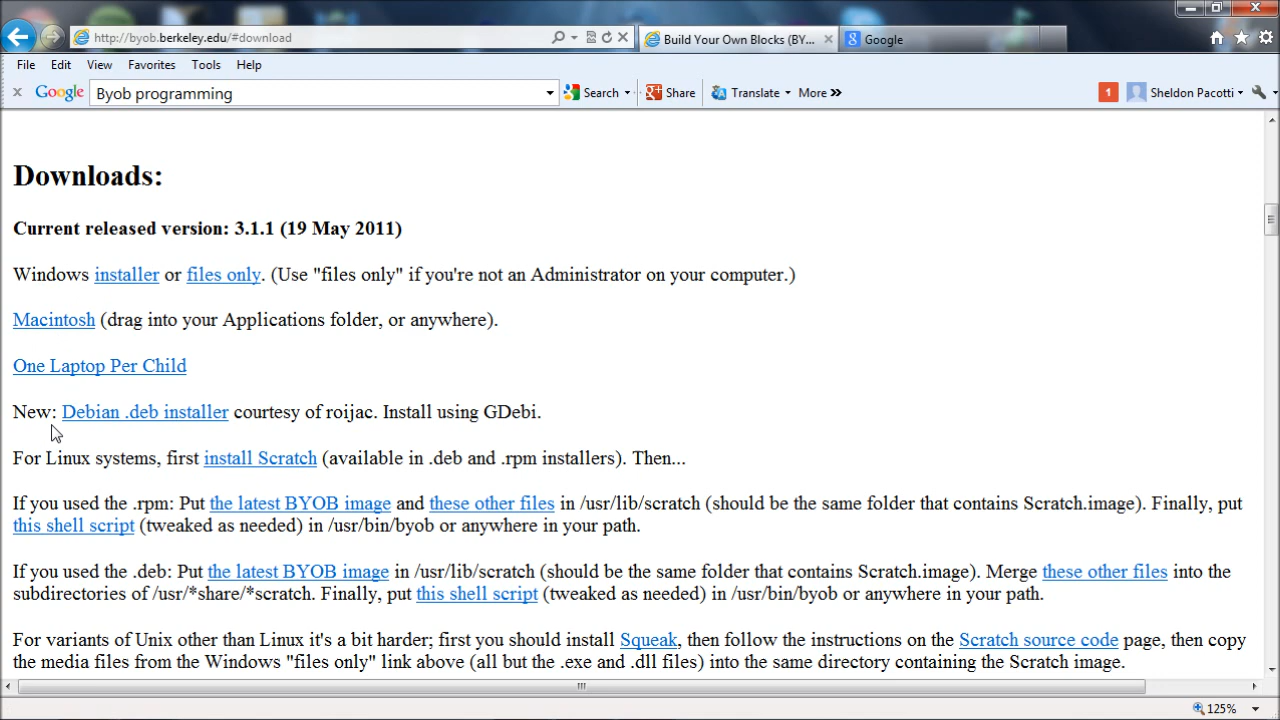 http://byob.berkeley.edu/#download
Build Your Own Blocks (BY...
Google
File Edit View Favorites Tools Help
Google Byob programming Search Share Translate More » 1 Sheldon Pacotti
Downloads:
Current released version: 3.1.1 (19 May 2011)
Windows installer or files only. (Use "files only" if you're not an Administrator on your computer.)
Macintosh (drag into your Applications folder, or anywhere).
One Laptop Per Child
New: Debian .deb installer courtesy of roijac. Install using GDebi.
For Linux systems, first install Scratch (available in .deb and .rpm installers). Then...
If you used the .rpm: Put the latest BYOB image and these other files in /usr/lib/scratch (should be the same folder that contains Scratch.image). Finally, put
this shell script (tweaked as needed) in /usr/bin/byob or anywhere in your path.
If you used the .deb: Put the latest BYOB image in /usr/lib/scratch (should be the same folder that contains Scratch.image). Merge these other files into the
subdirectories of /usr/*share/*scratch. Finally, put this shell script (tweaked as needed) in /usr/bin/byob or anywhere in your path.
For variants of Unix other than Linux it's a bit harder; first you should install Squeak, then follow the instructions on the Scratch source code page, then copy
the media files from the Windows "files only" link above (all but the .exe and .dll files) into the same directory containing the Scratch image.
125%